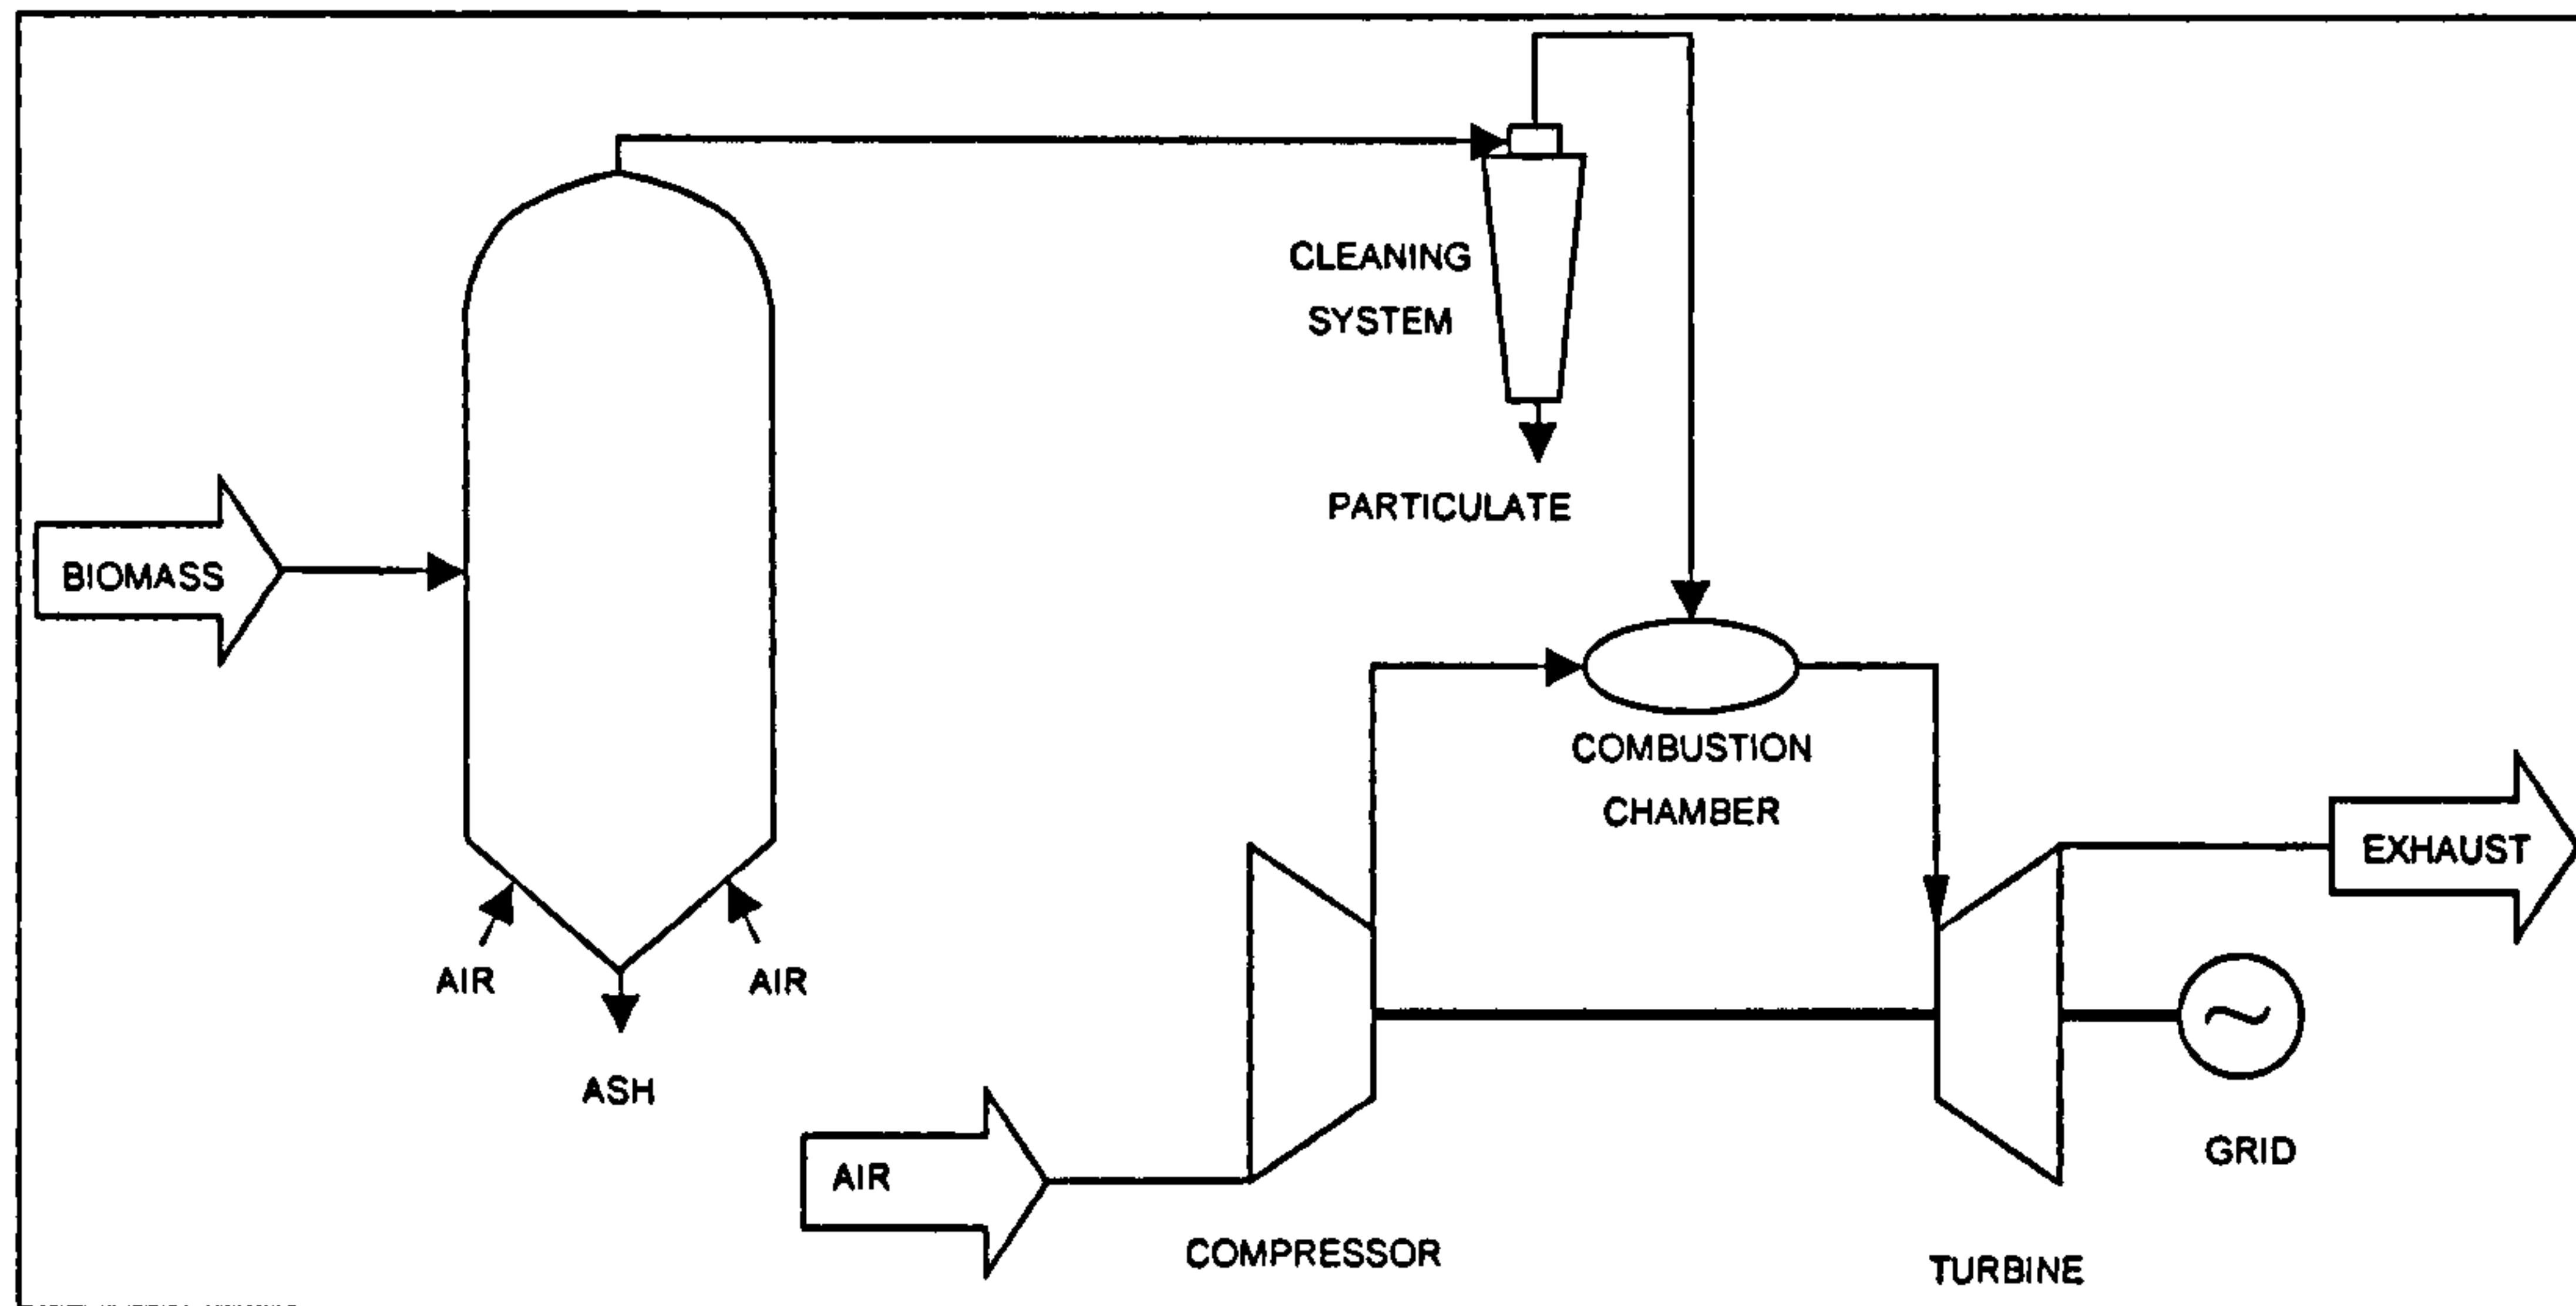 CLEANING
SYSTEM
PARTICULATE
BIOMASS
COMBUSTION
CHAMBER
EXHAUST
AIR
AIR
ASH
GRID
AIR
COMPRESSOR
TURBINE